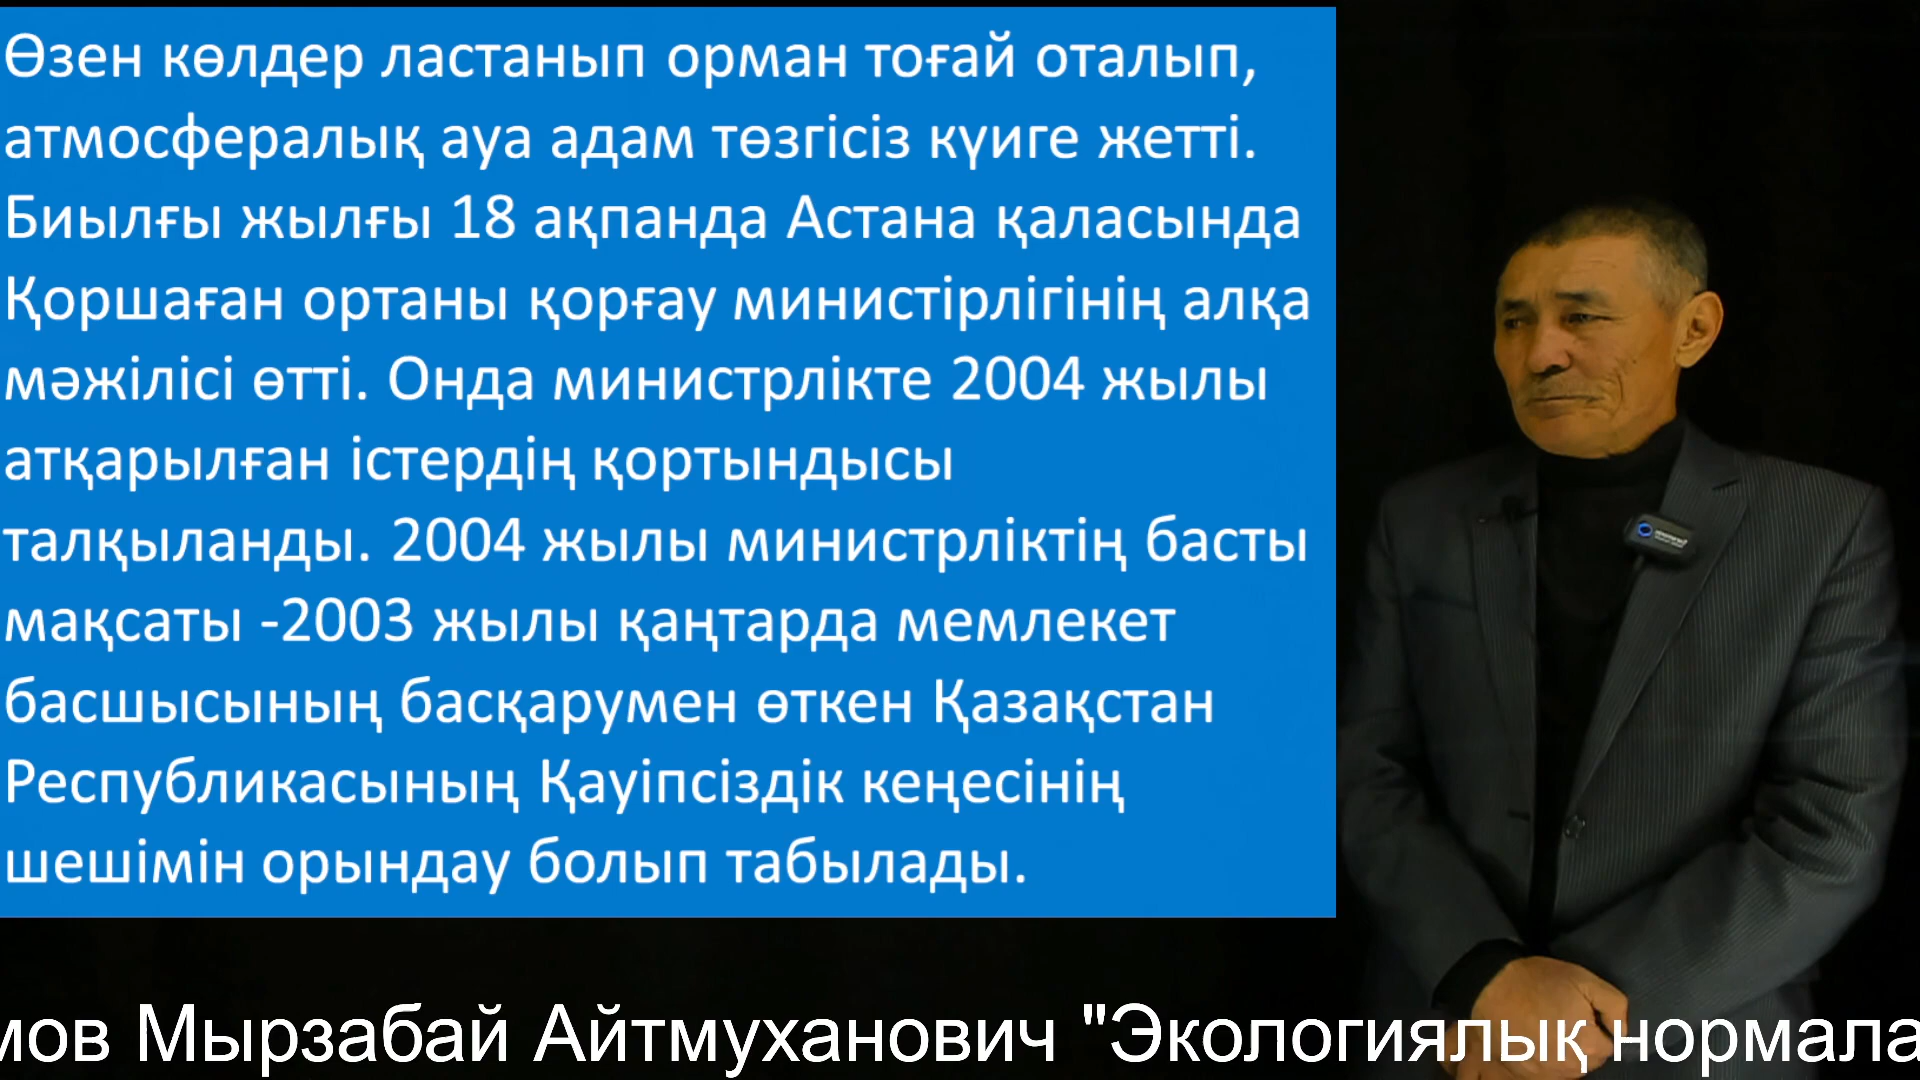 Өзен көлдер ластанып орман тоғай оталып,
атмосфералық ауа адам төзгісіз күиге жетті.
Биылғы жылғы 18 ақпанда Астана қаласында
Қоршаған ортаны қорғау министірлігінің алқа
мәжілісі өтті. Онда министрлікте 2004 жылы
атқарылған істердің қортындысы
талқыланды. 2004 жылы министрліктің басты
мақсаты -2003 жылы қаңтарда мемлекет
басшысының басқарумен өткен Қазақстан
Республикасының Қауіпсіздік кеңесінің
шешімін орындау болып табылады.
мов Мырзабай Айтмуханович "Экологиялық нормала